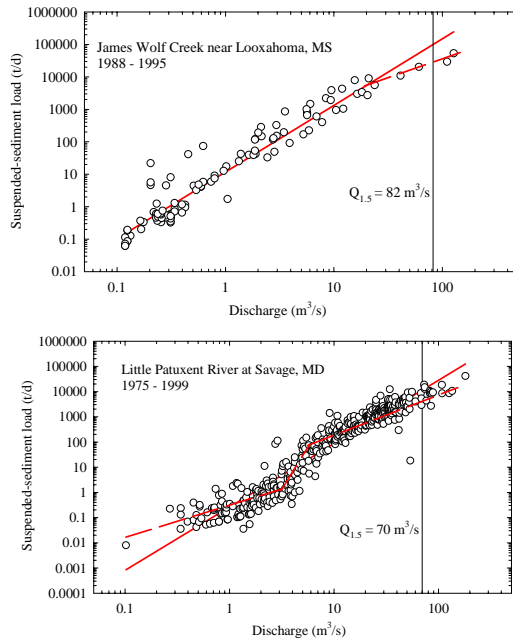 1000000
100000
10000
1000
100
10
1
0.1
0.01
Suspended-sediment load (t/d)
James Wolf Creek near Looxahoma, MS
1988 - 1995
Q1.5 = 82 m3/s
0.1 1 10 100
Discharge (m3/s)
1000000
100000
10000
1000
100
10
1
0.1
0.01
0.001
0.0001
Suspended-sediment load (t/d)
Little Patuxent River at Savage, MD
1975 - 1999
Q1.5 = 70 m3/s
0.1 1 10 100
Discharge (m3/s)